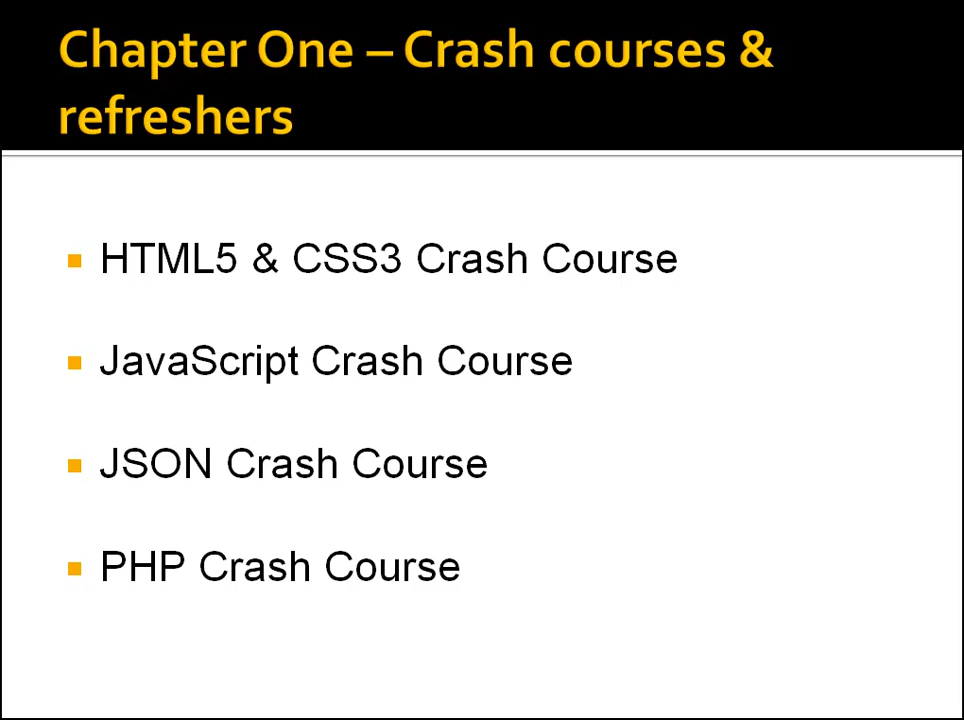 Chapter One – Crash courses &
refreshers
HTML5 & CSS3 Crash Course
JavaScript Crash Course
JSON Crash Course
PHP Crash Course